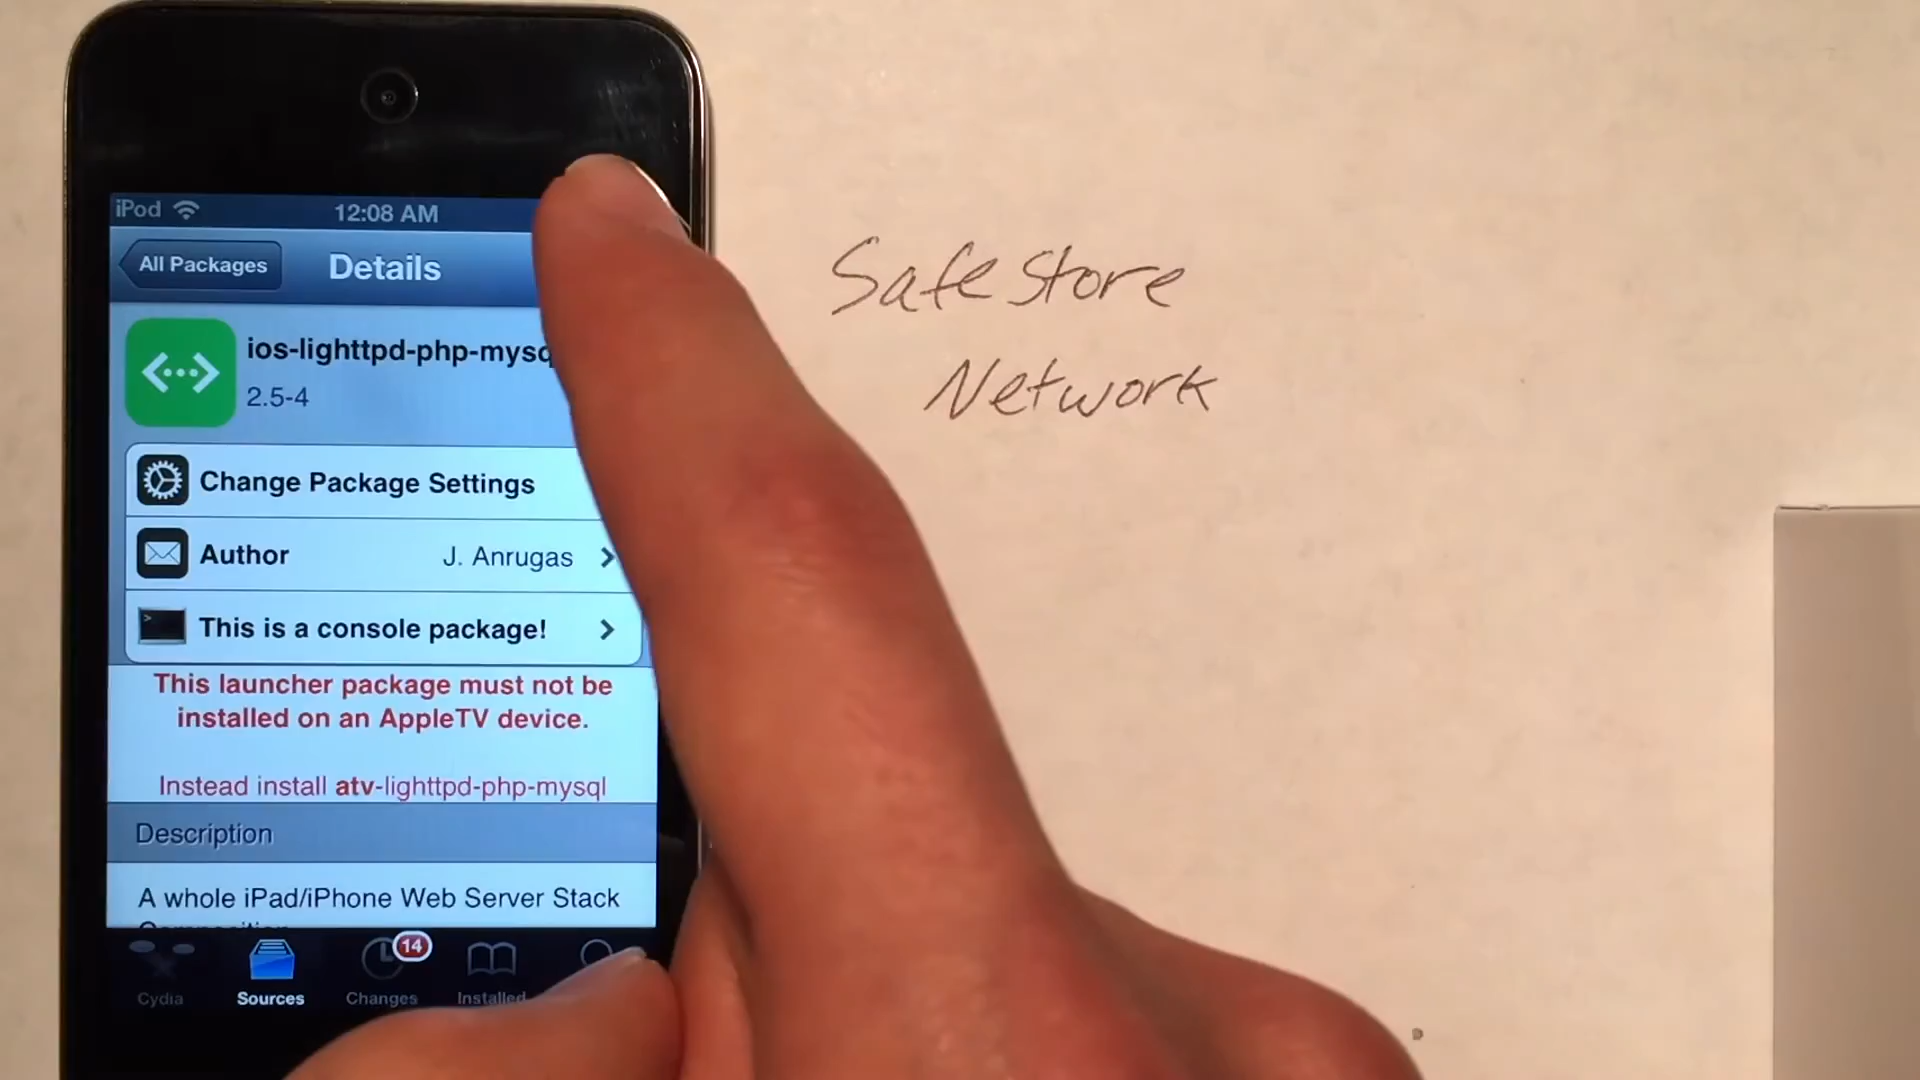 iPod
12:08 AM
All Packages
Details
ios-lighttpd-php-mysq
2.5-4
Change Package Settings
Author
J. Anrugas
This is a console package!
This launcher package must not be
installed on an AppleTV device.
Instead install atv-lighttpd-php-mysql
Description
A whole iPad/iPhone Web Server Stack
14
Cydia
Sources
Changes
Installed
Safe Store
Network